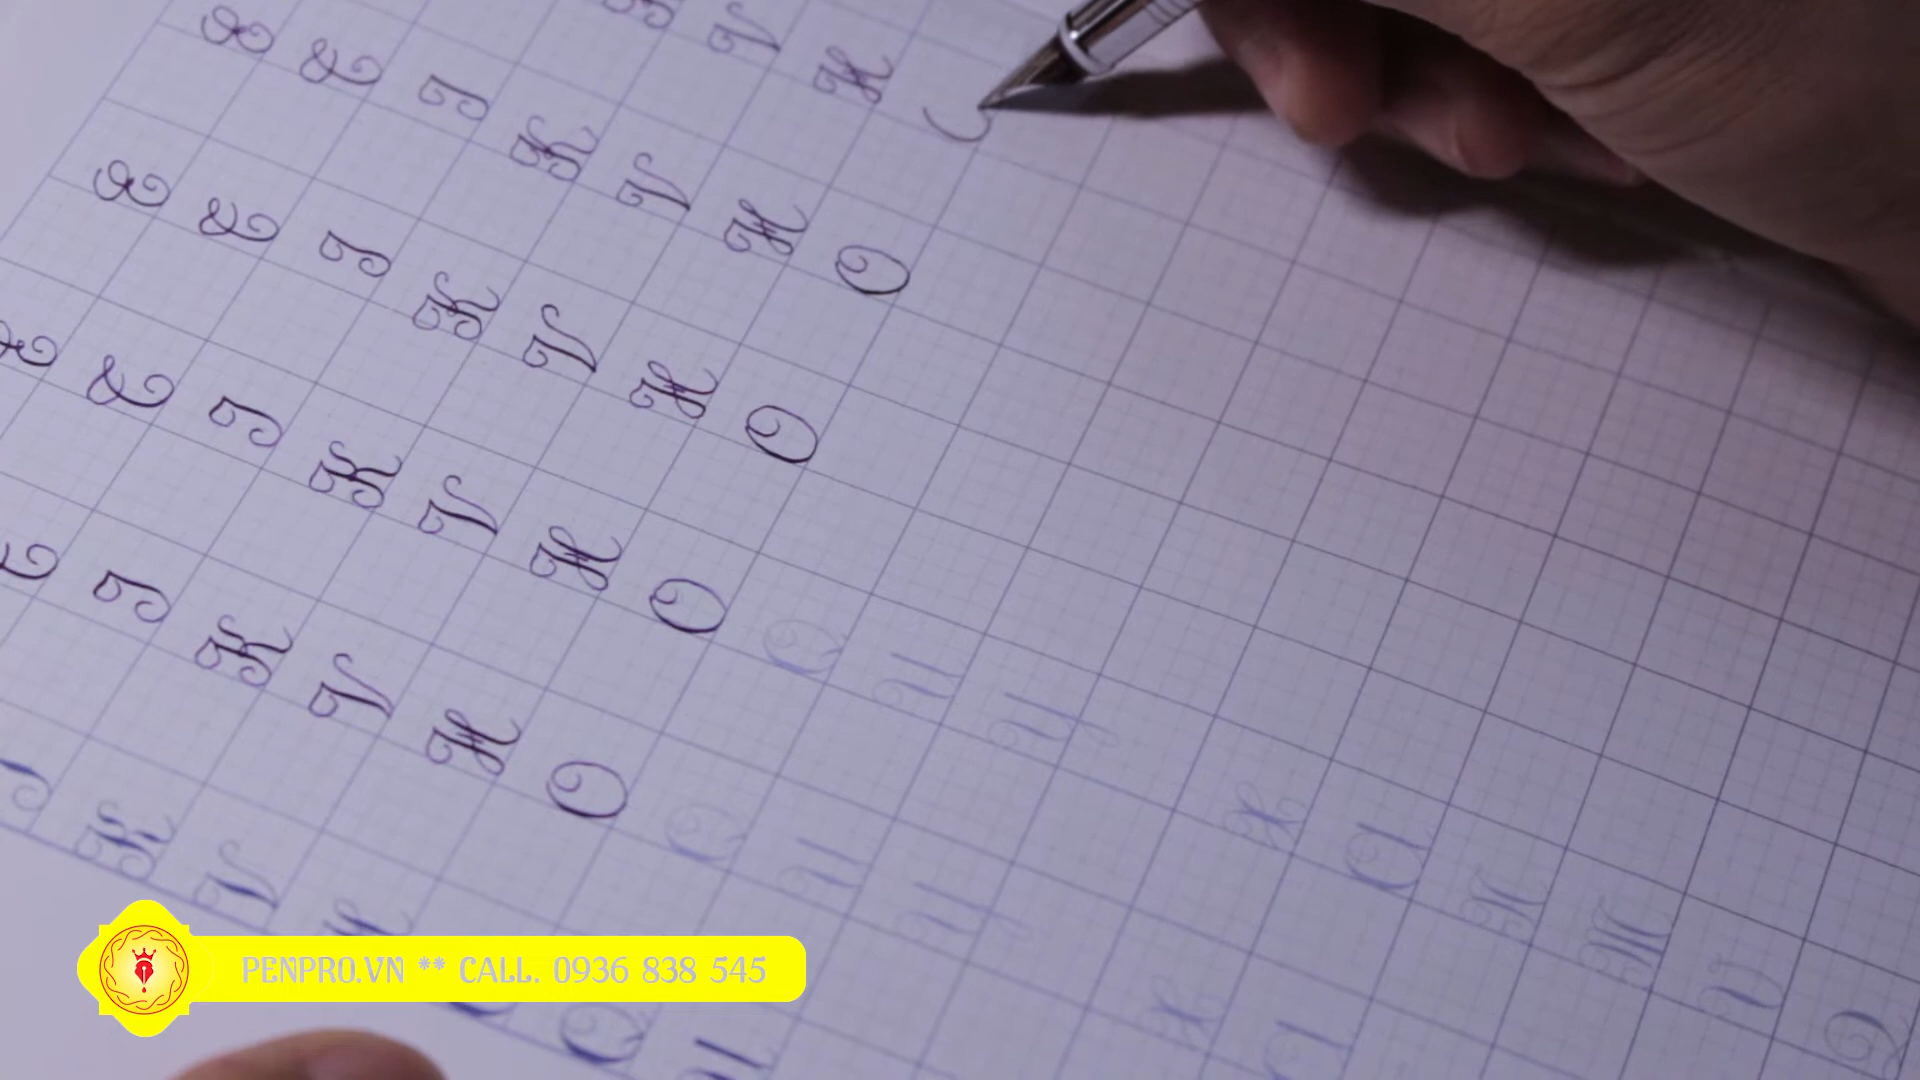 K V H
I K V H O
I K V H O
I K V H O Q U Y X A N M Q
I K V H O Q U Y X A
I K V H Q U
PENPRO.VN ** CALL. 0936 838 545